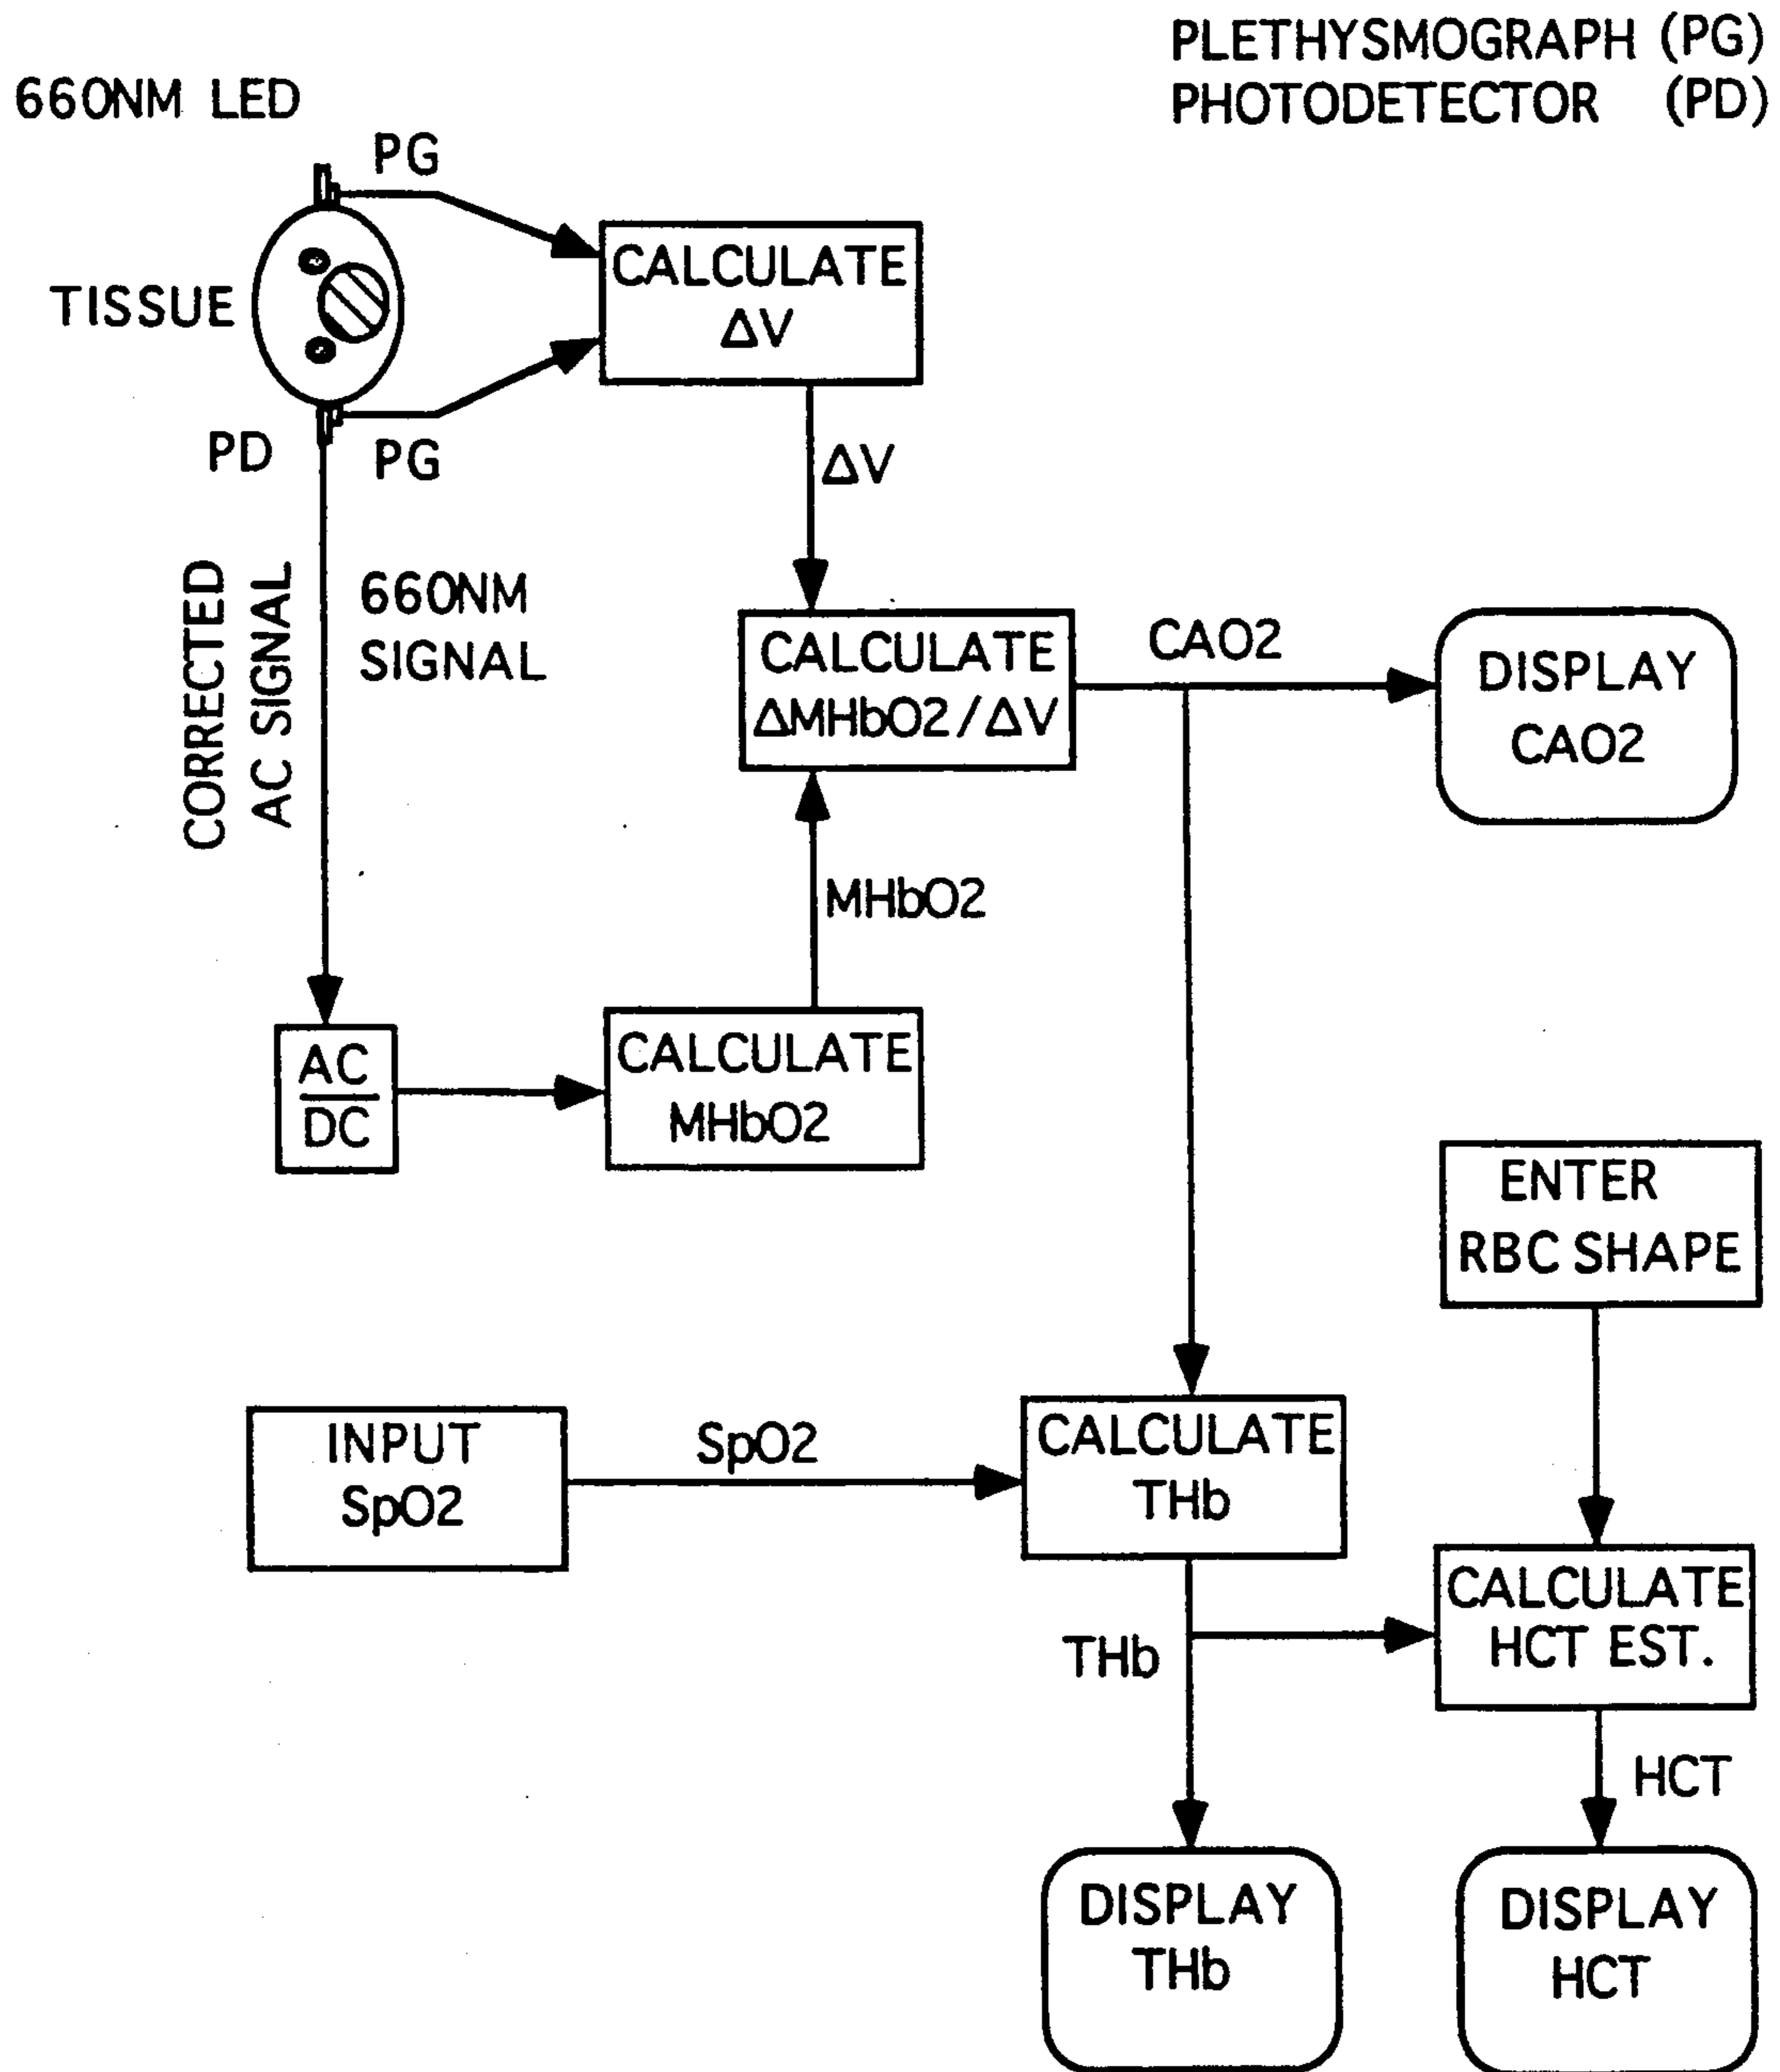 PLETHYSMOGRAPH (PG)
PHOTODETECTOR (PD)
660NM LED
PG
TISSUE
CALCULATE
ΔV
PD
PG
ΔV
CORRECTED
AC SIGNAL
660NM
SIGNAL
CALCULATE
ΔMHbO2/ΔV
CAO2
DISPLAY
CAO2
MHbO2
AC
DC
CALCULATE
MHbO2
ENTER
RBC SHAPE
INPUT
SpO2
SpO2
CALCULATE
THb
CALCULATE
HCT EST.
THb
HCT
DISPLAY
THb
DISPLAY
HCT